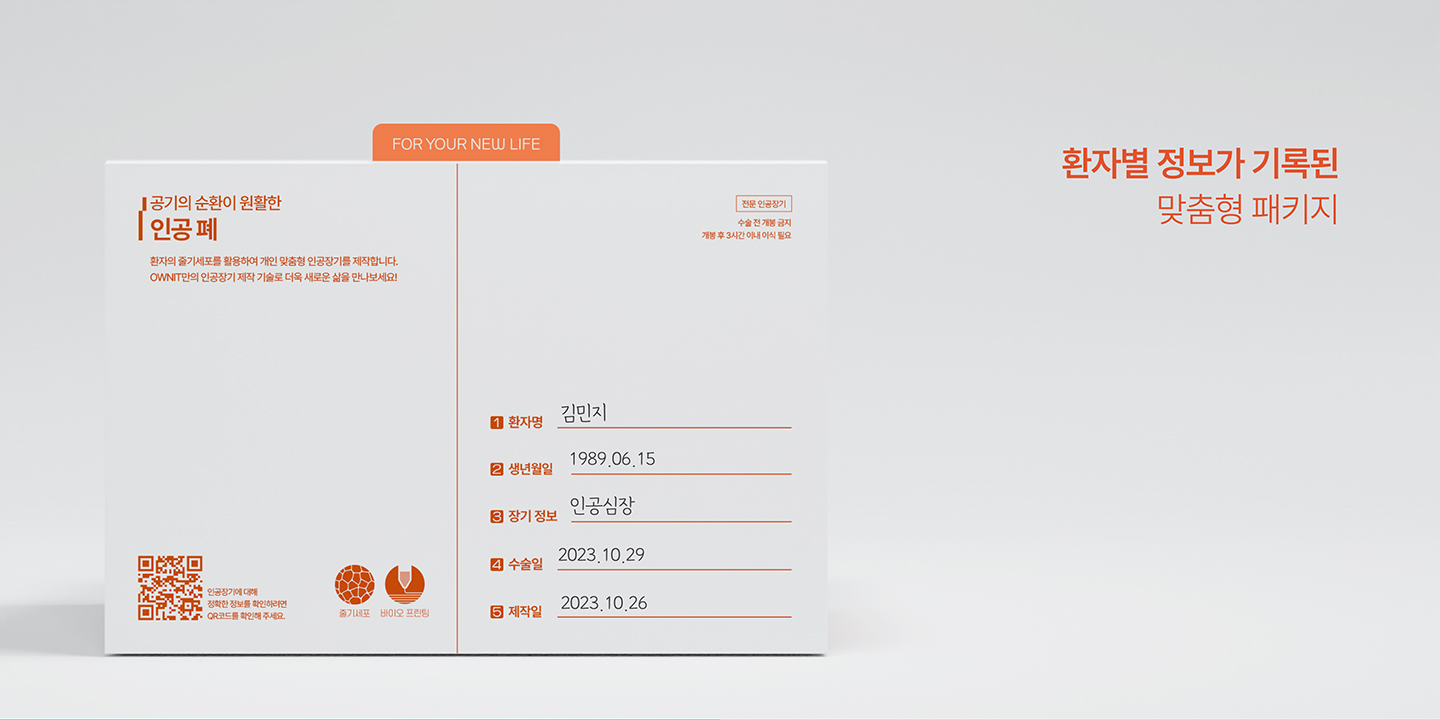 FOR YOUR NEW LIFE
공기의 순환이 원활한
인공 폐
환자의 줄기세포를 활용하여 개인 맞춤형 인공장기를 제작합니다.
OWNIT만의 인공장기 제작 기술로 더욱 새로운 삶을 만나보세요!
인공장기에 대해
정확한 정보를 확인하려면
QR코드를 확인해 주세요.
줄기세포
바이오 프린팅
전문 인공장기
수술 전 개봉 금지
개봉 후 3시간 이내 이식 필요
1 환자명 김민지
2 생년월일 1989.06.15
3 장기 정보 인공심장
4 수술일 2023.10.29
5 제작일 2023.10.26
환자별 정보가 기록된
맞춤형 패키지